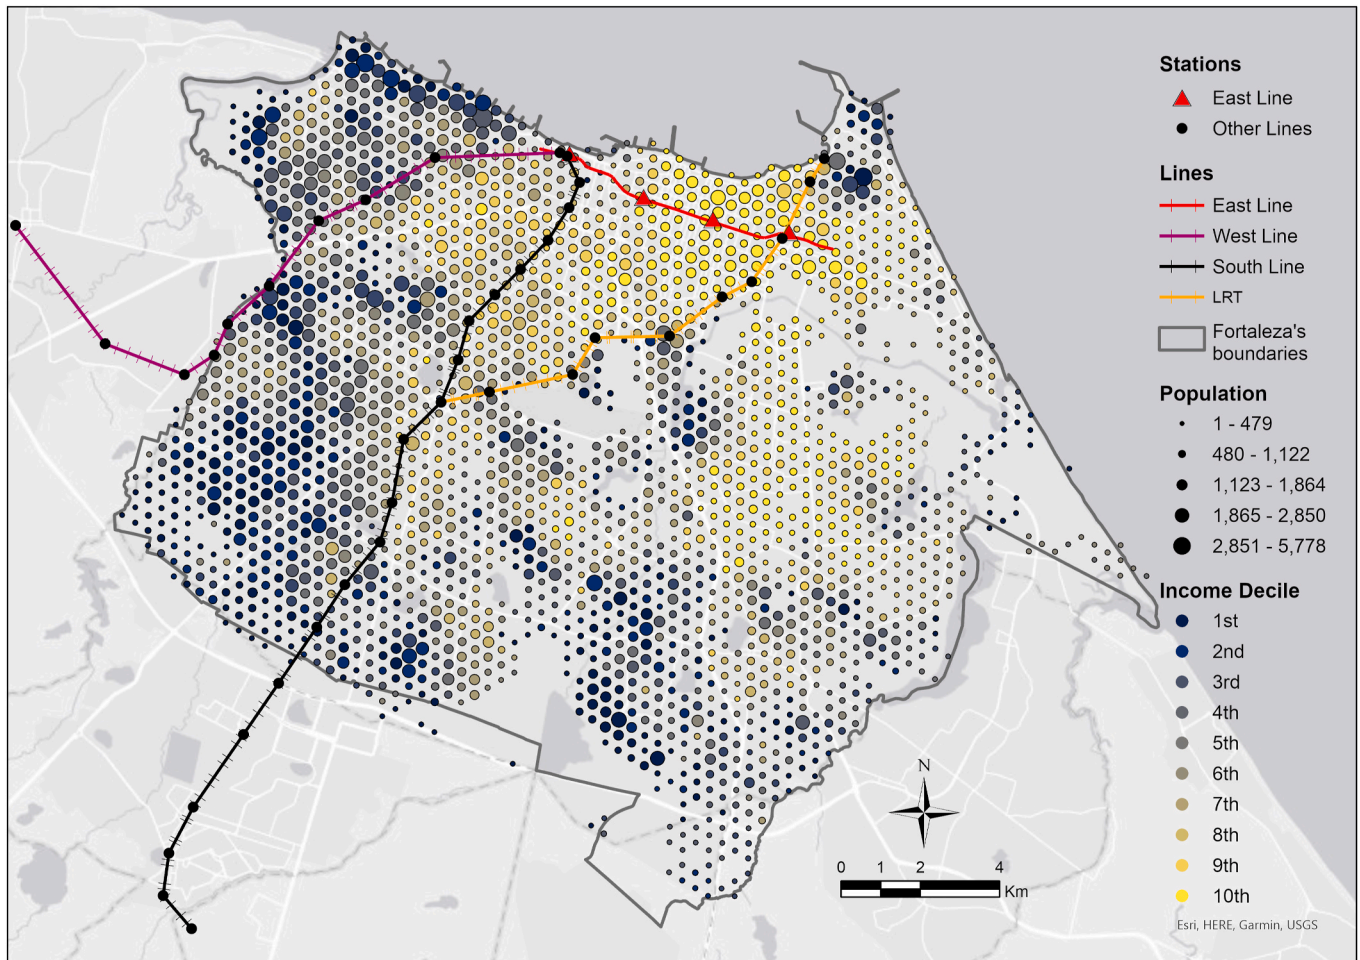 Stations
East Line
Other Lines
Lines
East Line
West Line
South Line
LRT
Fortaleza's
boundaries
Population
1 - 479
480 - 1,122
1,123 - 1,864
1,865 - 2,850
2,851 - 5,778
Income Decile
1st
2nd
3rd
4th
5th
6th
7th
8th
9th
10th
N
0 1 2 4
Km
Esri, HERE, Garmin, USGS